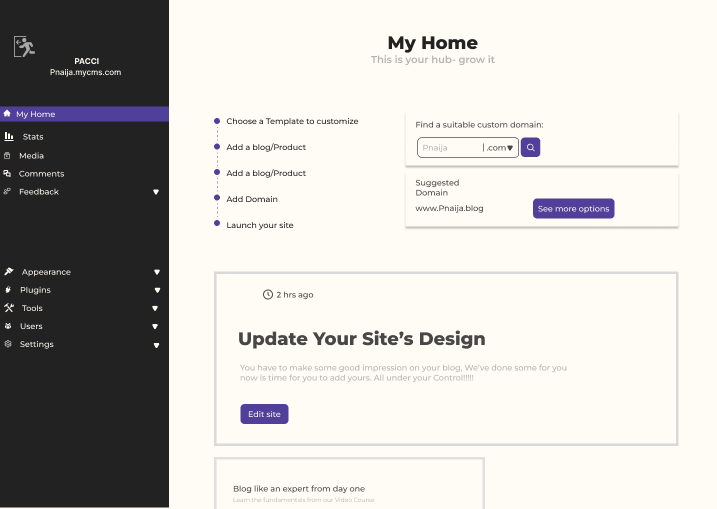 PACCI
Pnaija.mycms.com
My Home
Stats
Media
Comments
Feedback
Appearance
Plugins
Tools
Users
Settings
My Home
This is your hub- grow it
Choose a Template to customize
Add a blog/Product
Add a blog/Product
Add Domain
Launch your site
Find a suitable custom domain:
Pnaija |.com
Suggested
Domain
www.Pnaija.blog
See more options
2 hrs ago
Update Your Site’s Design
You have to make some good impression on your blog, We've done some for you
now is time for you to add yours. All under your Control!!!!!
Edit site
Blog like an expert from day one
Learn the fundamentals from our Video Course